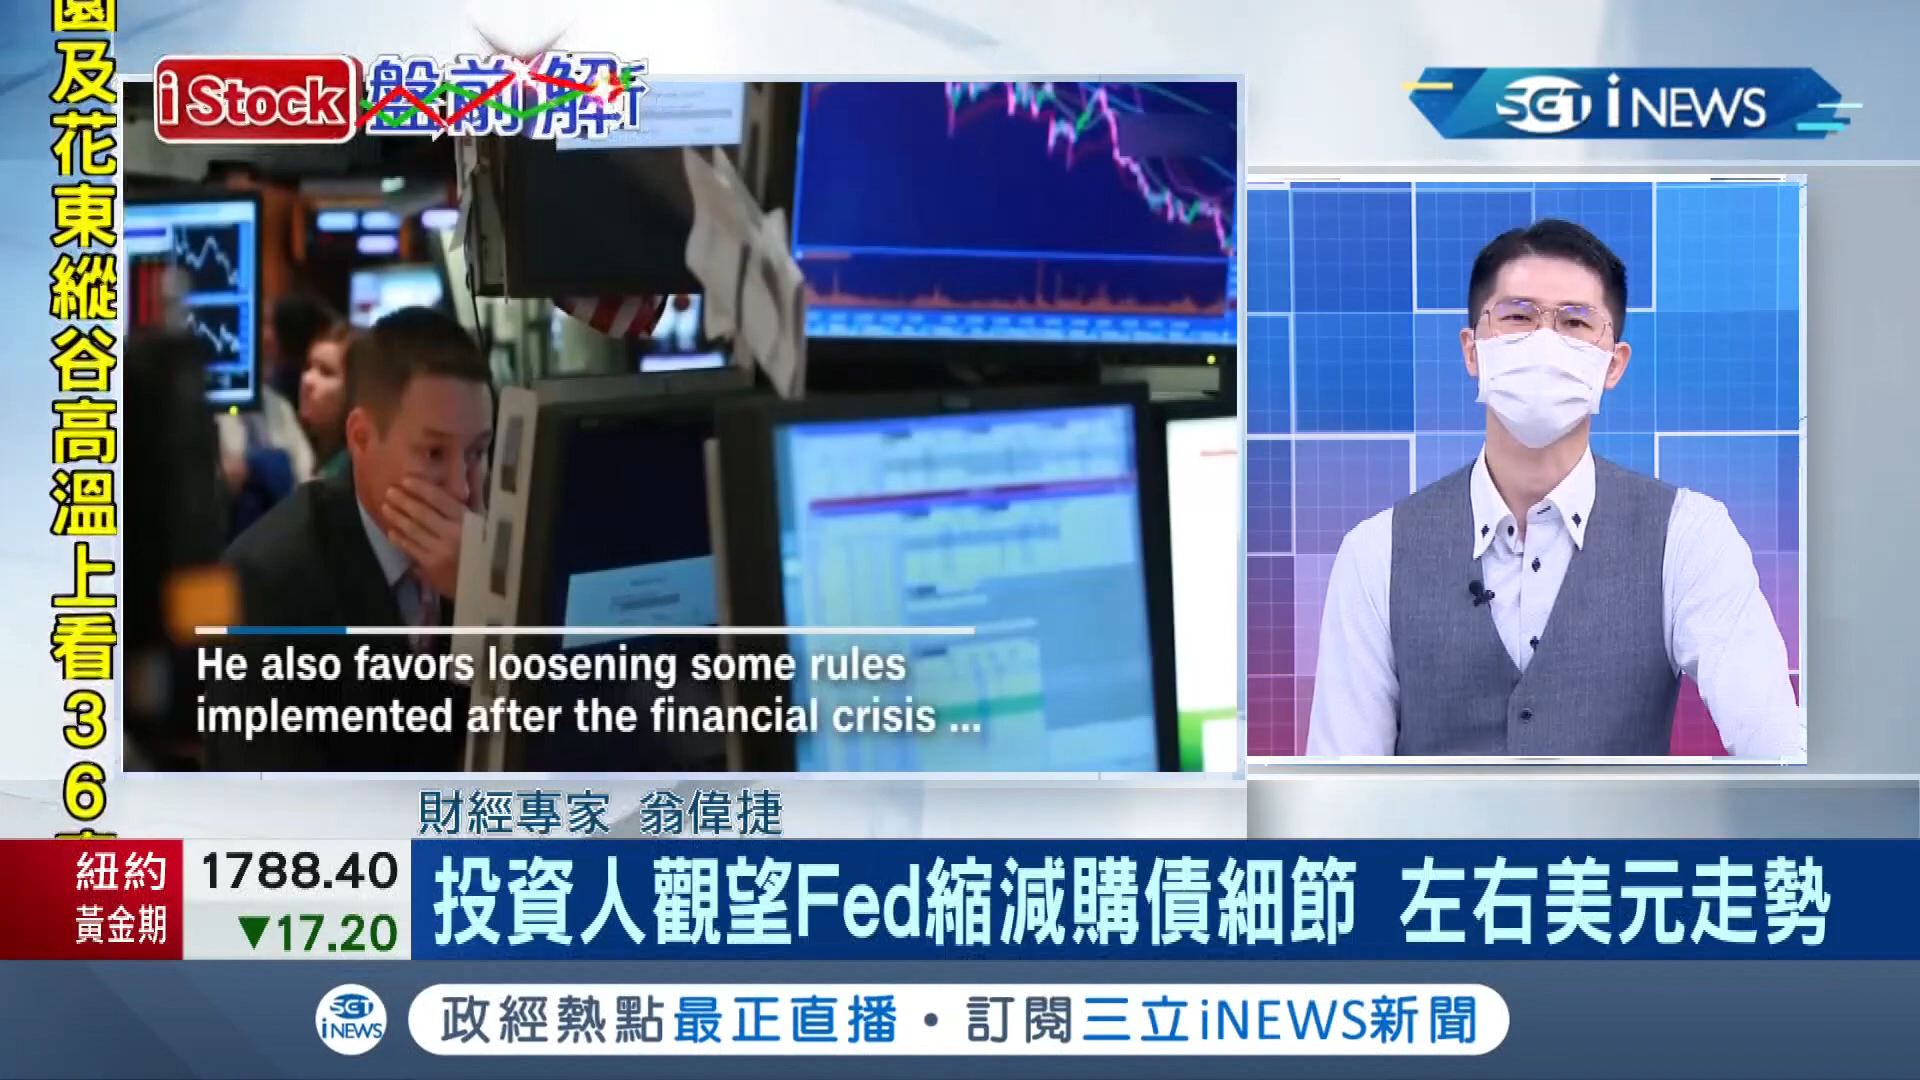 園及花東縱谷高溫上看36
i Stock 盤前解析
SET iNEWS
He also favors loosening some rules
implemented after the financial crisis ...
財經專家 翁偉捷
紐約
黃金期
1788.40
▼17.20
投資人觀望Fed縮減購債細節 左右美元走勢
SET
iNEWS
政經熱點最正直播・訂閱三立iNEWS新聞